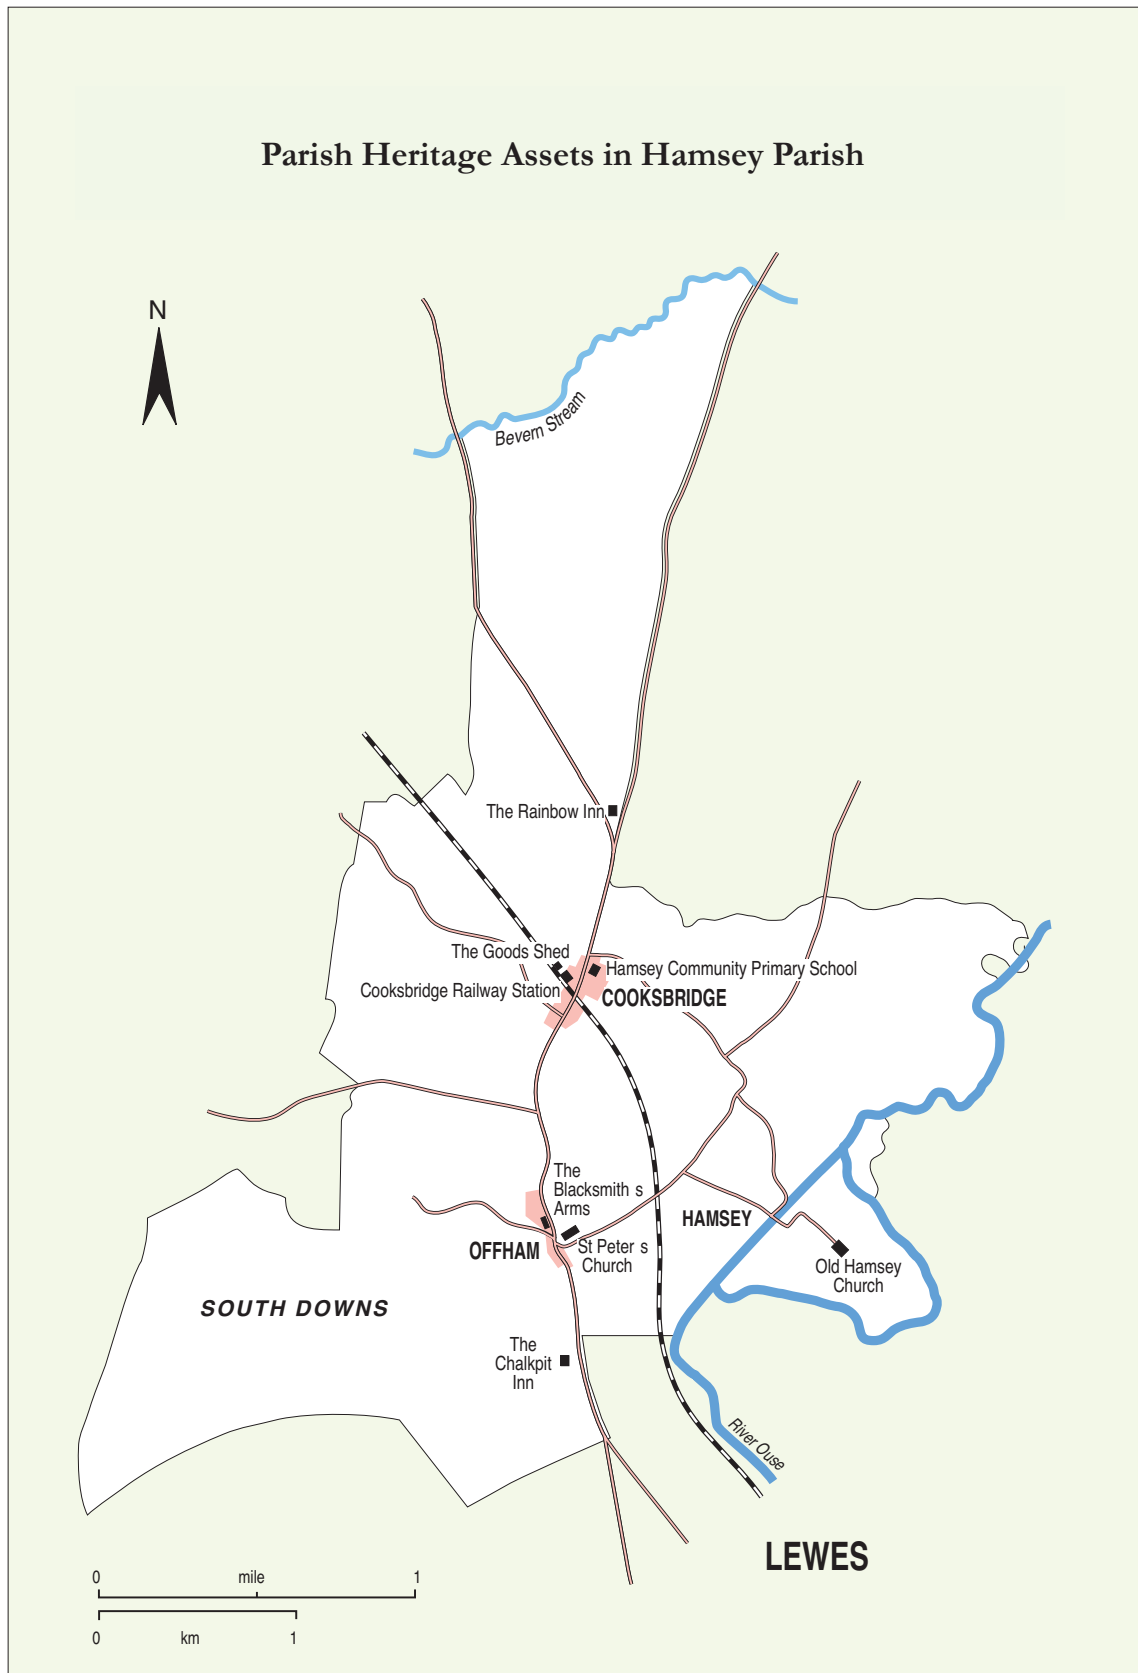 Parish Heritage Assets in Hamsey Parish
N
Bevern Stream
The Rainbow Inn
The Goods Shed
Hamsey Community Primary School
Cooksbridge Railway Station
COOKSBRIDGE
The
Blacksmith s
Arms
HAMSEY
OFFHAM
St Peter s
Church
Old Hamsey
Church
SOUTH DOWNS
The
Chalkpit
Inn
River Ouse
LEWES
0 mile 1
0 km 1